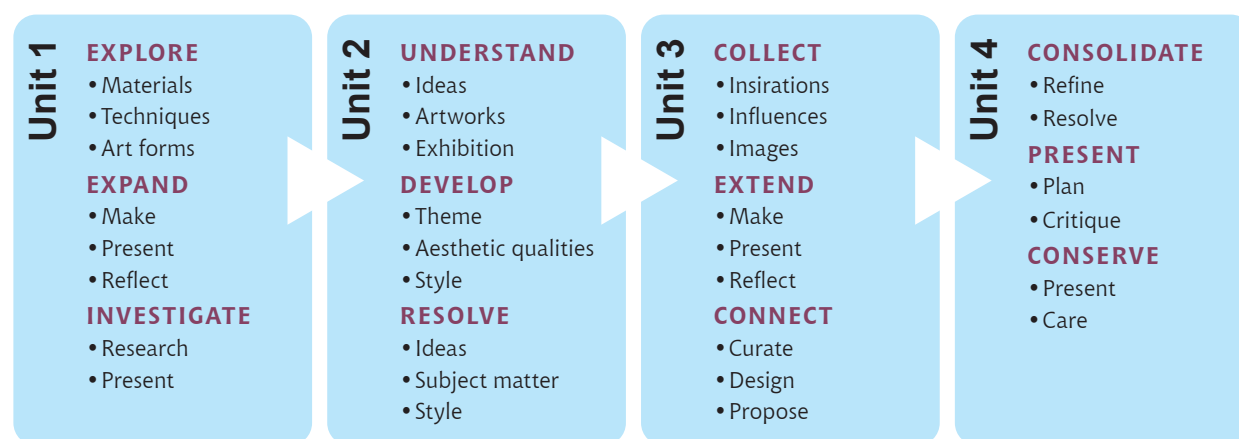 Unit 1
EXPLORE
• Materials
• Techniques
• Art forms
EXPAND
• Make
• Present
• Reflect
INVESTIGATE
• Research
• Present
Unit 2
UNDERSTAND
• Ideas
• Artworks
• Exhibition
DEVELOP
• Theme
• Aesthetic qualities
• Style
RESOLVE
• Ideas
• Subject matter
• Style
Unit 3
COLLECT
• Insirations
• Influences
• Images
EXTEND
• Make
• Present
• Reflect
CONNECT
• Curate
• Design
• Propose
Unit 4
CONSOLIDATE
• Refine
• Resolve
PRESENT
• Plan
• Critique
CONSERVE
• Present
• Care